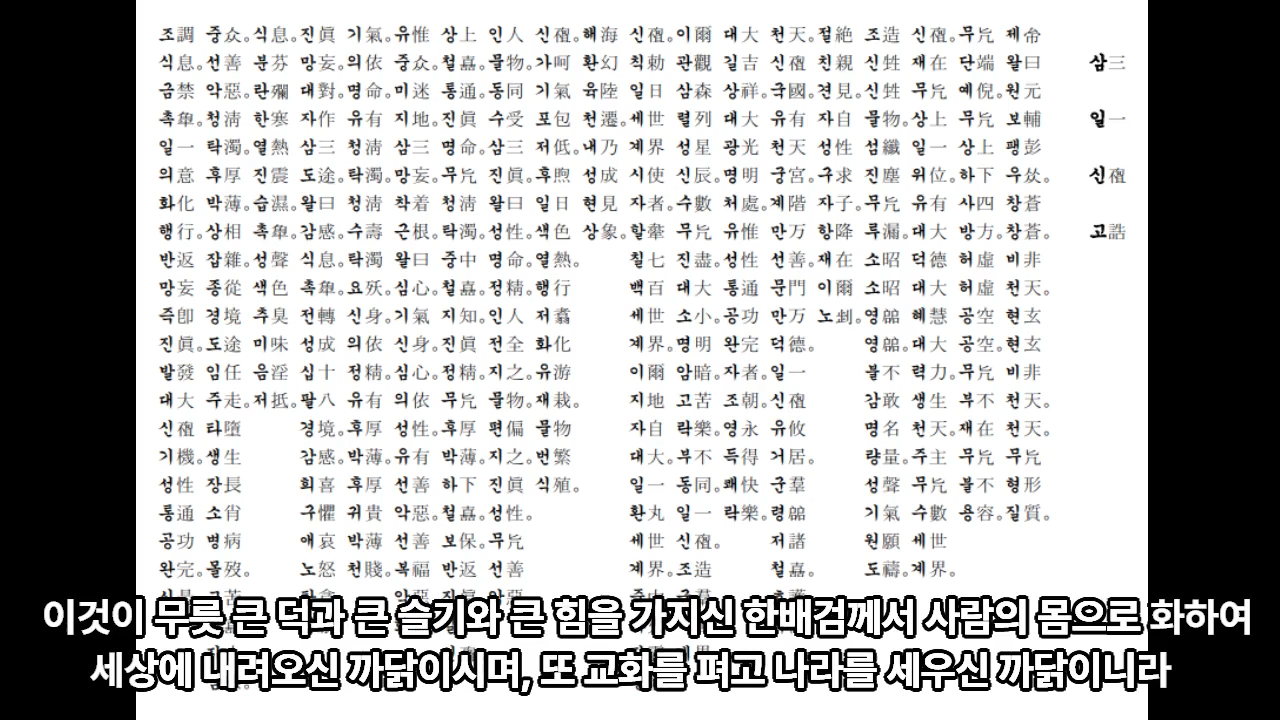 삼三 일一 신𥛠 고誥
제帝 왈曰 원元 보輔 팽彭 우𠫤。창蒼 창蒼。비非 천天。현玄 현玄 비非 천天。천天。무旡 형形 질質。
무旡 단端 예倪。무旡 상上 하下 사四 방方。허虛 허虛 공空 공空。무旡 부不 재在。무旡 불不 용容。
신𥛠。재在 무旡 상上 일一 위位。유有 대大 덕德 대大 혜慧 대大 력力。생生 천天。주主 무旡 수數 세世 계界。
조造 신甡 신甡 물物。섬纖 진塵 무旡 루漏。소昭 소昭 영 영。불不 감敢 명名 량量。성聲 기氣 원願 도禱。
절絶 친親 견見。자自 성性 구求 자子。항降 재在 이爾 노
천天。신𥛠 국國。유有 천天 궁宮。계階 만万 선善。문門 만万 덕德。일一 신𥛠 유攸 거居。군羣 령 저諸 철嚞。
대大 길吉 상祥。대大 광光 명明 처處。유惟 성性 통通 공功 완完 자者。조朝。영永 득得 쾌快 락樂。
이爾 관觀 삼森 렬列 성星 신辰。수數 무旡 진盡。대大 소小。명明 암暗。고苦 락樂。부不 동同。일一 신𥛠。조造
신𥛠。칙勅 일日 세世 계界 시使 자者。할舝 칠七 백百 세世 계界。이爾 지地 자自 대大。일一 환丸 세世 계界。
해海 환幻 육陸 천遷。내乃 성成 현見 상象。
신𥛠。가呵 기氣 포包 저低。후煦 일日 색色 열熱。행行 저翥 화化 유游 재栽。물物 번繁 식殖。
인人 물物。동同 수受 삼三 진眞。왈曰 성性。명命。정精。인人 전全 지之。물物。편偏 지之。진眞 성性。무旡 선善
상上 철嚞。통通 진眞 명命。무旡 청淸 탁濁。중中 철嚞。지知。진眞 정精。무旡 후厚 박薄。하下 철嚞。보保。반返
유惟 중众。미迷 지地。삼三 망妄。착着 근根。왈曰 심心。기氣 신身。심心。의依 성性。유有 선善 악惡。선善 복福
기氣。의依 명命。유有 청淸 탁濁。청淸 수壽。탁濁 요殀。신身。의依 정精。유有 후厚 박薄。후厚 귀貴 박薄 천賤。
진眞 망妄。대對。자作 삼三 도途。왈曰 감感。식息。촉。전轉 성成 십十 팔八 경境。감感。희喜 구懼 애哀 노怒
식息。분芬 란 한寒 열熱 진震 습濕。촉。성聲 색色 추臭 미味 음淫 저抵。
중众。선善 악惡。청淸 탁濁。후厚 박薄。상相 잡雜。종從 경境 도途 임任 주走。타墮 생生 장長 소肖 병病 몰歿。
조調 식息。금禁 촉。일一 의意 화化 행行。반返 망妄 즉卽 진眞。발發 대大 신𥛠 기機。성性 통通 공功 완完。
이것이 무릇 큰 덕과 큰 슬기와 큰 힘을 가지신 한배검께서 사람의 몸으로 화하여
세상에 내려오신 까닭이시며, 또 교화를 펴고 나라를 세우신 까닭이니라